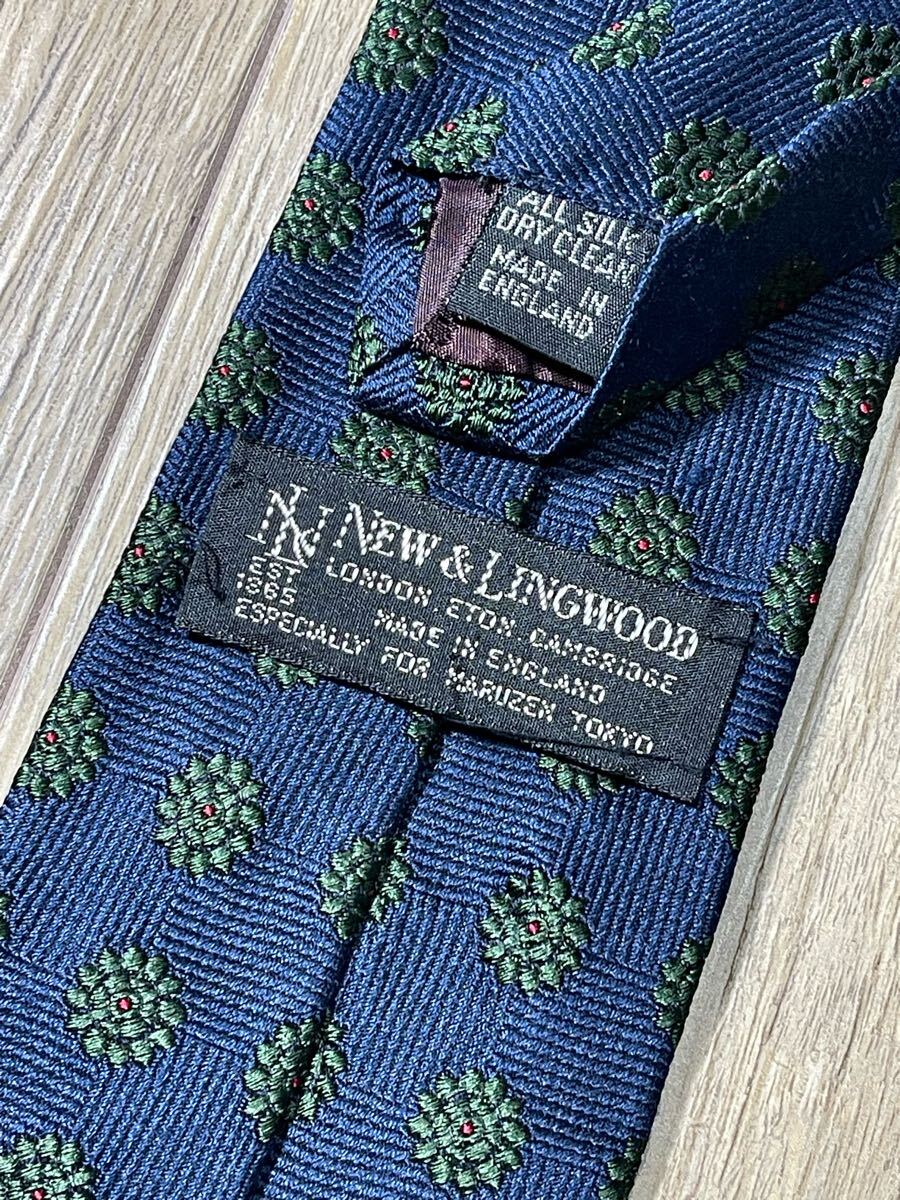 ALL SILK
DRY CLEAN
MADE IN
ENGLAND
NEW & LINGWOOD
EST LONDON. ETON. CAMBRIDGE
1865 MADE IN ENGLAND
ESPECIALLY FOR MARUZEN TOKYO